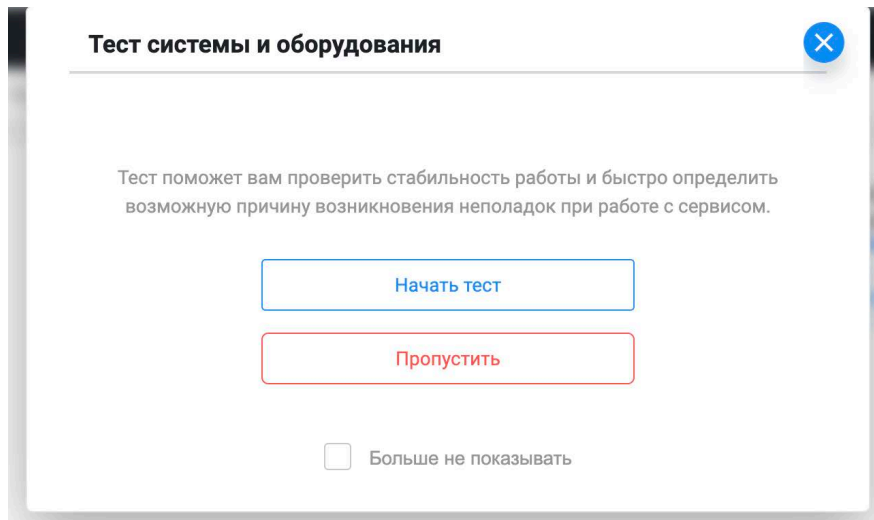 Тест системы и оборудования
Тест поможет вам проверить стабильность работы и быстро определить
возможную причину возникновения неполадок при работе с сервисом.
Начать тест
Пропустить
Больше не показывать